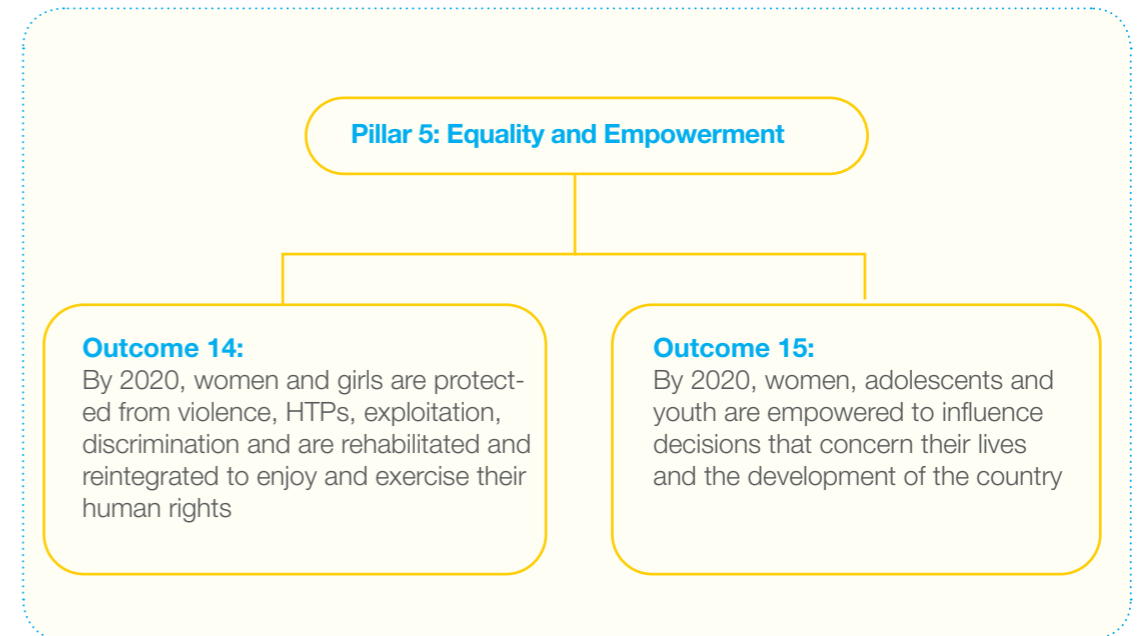 Pillar 5: Equality and Empowerment
Outcome 14:
By 2020, women and girls are protect-
ed from violence, HTPs, exploitation,
discrimination and are rehabilitated and
reintegrated to enjoy and exercise their
human rights
Outcome 15:
By 2020, women, adolescents and
youth are empowered to influence
decisions that concern their lives
and the development of the country